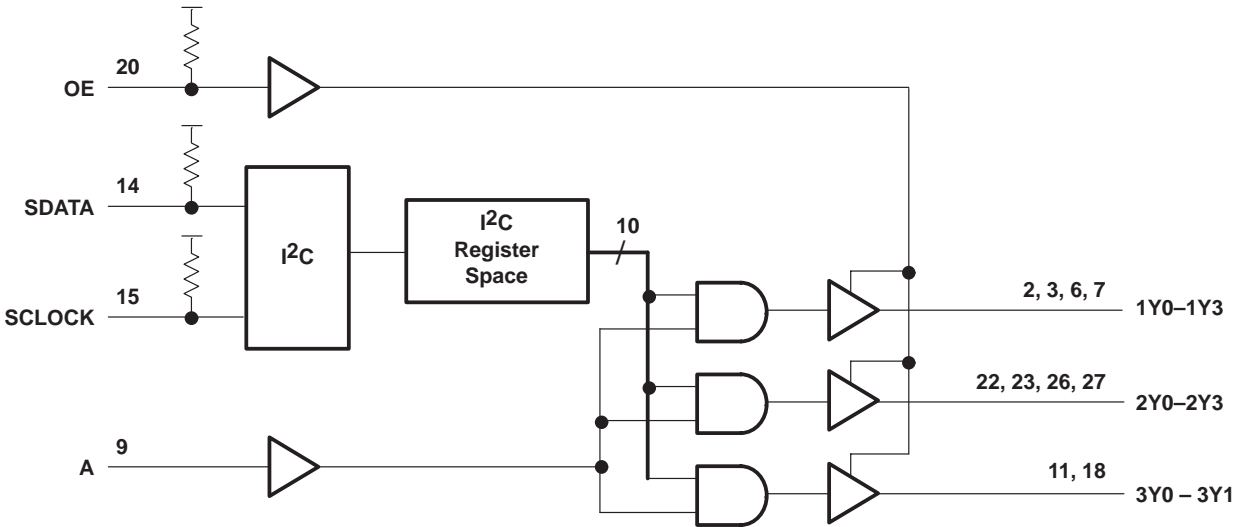 20
OE
14
SDATA
I²C
I²C
Register
Space
10
15
SCLOCK
2, 3, 6, 7
1Y0–1Y3
22, 23, 26, 27
2Y0–2Y3
9
A
11, 18
3Y0 – 3Y1